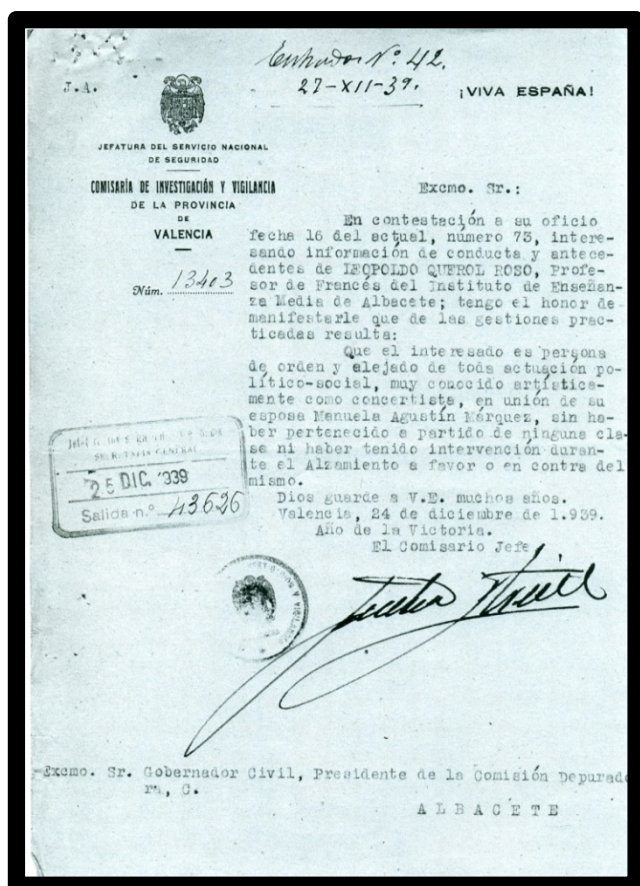 Entrados Nº 42.
27-XII-39.
J.A.
¡VIVA ESPAÑA!
JEFATURA DEL SERVICIO NACIONAL
DE SEGURIDAD
COMISARÍA DE INVESTIGACIÓN Y VIGILANCIA
DE LA PROVINCIA
DE
VALENCIA
Núm. 13403
Excmo. Sr.:
En contestación a su oficio
fecha 16 del actual, número 73, intere-
sando información de conducta y antece-
dentes de LEOPOLDO QUEROL ROSO, Profe-
sor de Francés del Instituto de Enseñan-
za Media de Albacete; tengo el honor de
manifestarle que de las gestiones prac-
ticadas resulta:
Que el interesado es persona
de orden y alejado de toda actuación po-
lítico-social, muy conocido artística-
mente como concertista, en unión de su
esposa Manuela Agustín Márquez, sin ha-
ber pertenecido a partido de ninguna cla-
se ni haber tenido intervención duran-
te el Alzamiento a favor o en contra del
mismo.
Dios guarde a V.E. muchos años.
Valencia, 24 de diciembre de 1.939.
Año de la Victoria.
El Comisario Jefe
SECRETARIA GENERAL
25 DIC. 1939
Salida n.º 43626
Excmo. Sr. Gobernador Civil, Presidente de la Comisión Depurado
ra, C.
ALBACETE